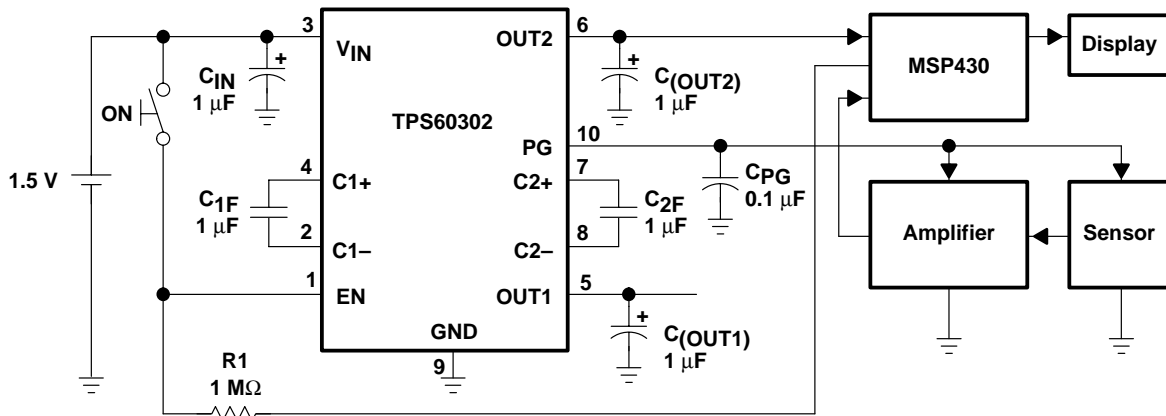 3
VIN
CIN
1 μF
+
ON
1.5 V
4
C1+
C1F
1 μF
2
C1–
1
EN
R1
1 MΩ
TPS60302
GND
9
OUT2
6
+
C(OUT2)
1 μF
PG
10
CPG
0.1 μF
C2+
7
C2F
1 μF
C2–
8
OUT1
5
+
C(OUT1)
1 μF
MSP430
Display
Amplifier
Sensor